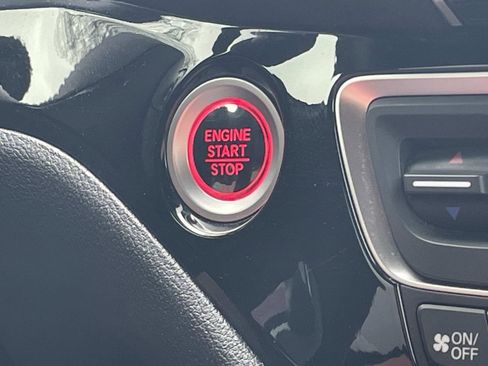 ENGINE
START
STOP
ON/
OFF